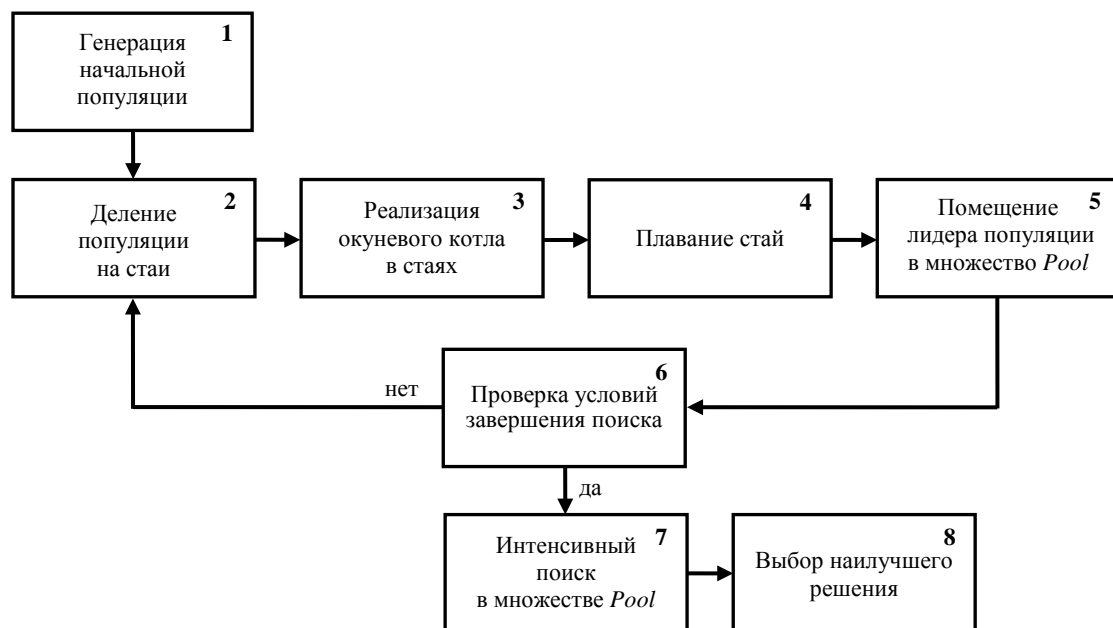 1
Генерация
начальной
популяции
2
Деление
популяции
на стаи
3
Реализация
окуневого котла
в стаях
4
Плавание стай
5
Помещение
лидера популяции
в множество Pool
6
Проверка условий
завершения поиска
нет
да
7
Интенсивный
поиск
в множестве Pool
8
Выбор наилучшего
решения